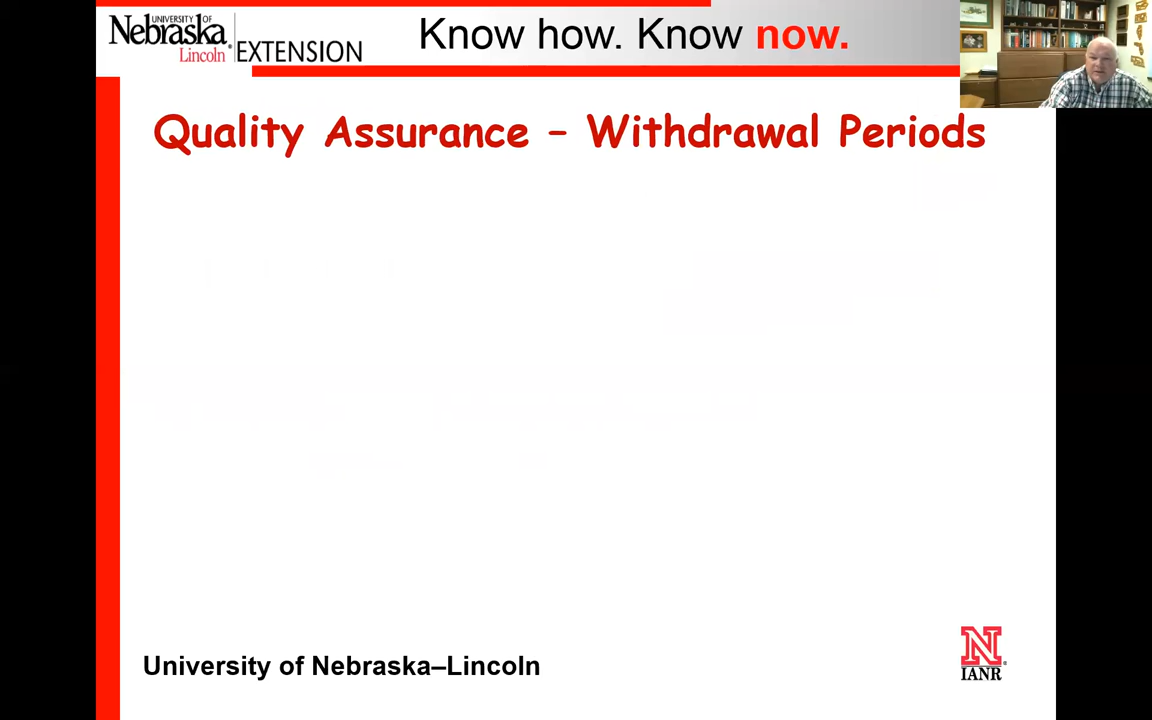 UNIVERSITY OF
Nebraska
Lincoln
EXTENSION
Know how. Know now.
Quality Assurance – Withdrawal Periods
University of Nebraska–Lincoln
N
IANR